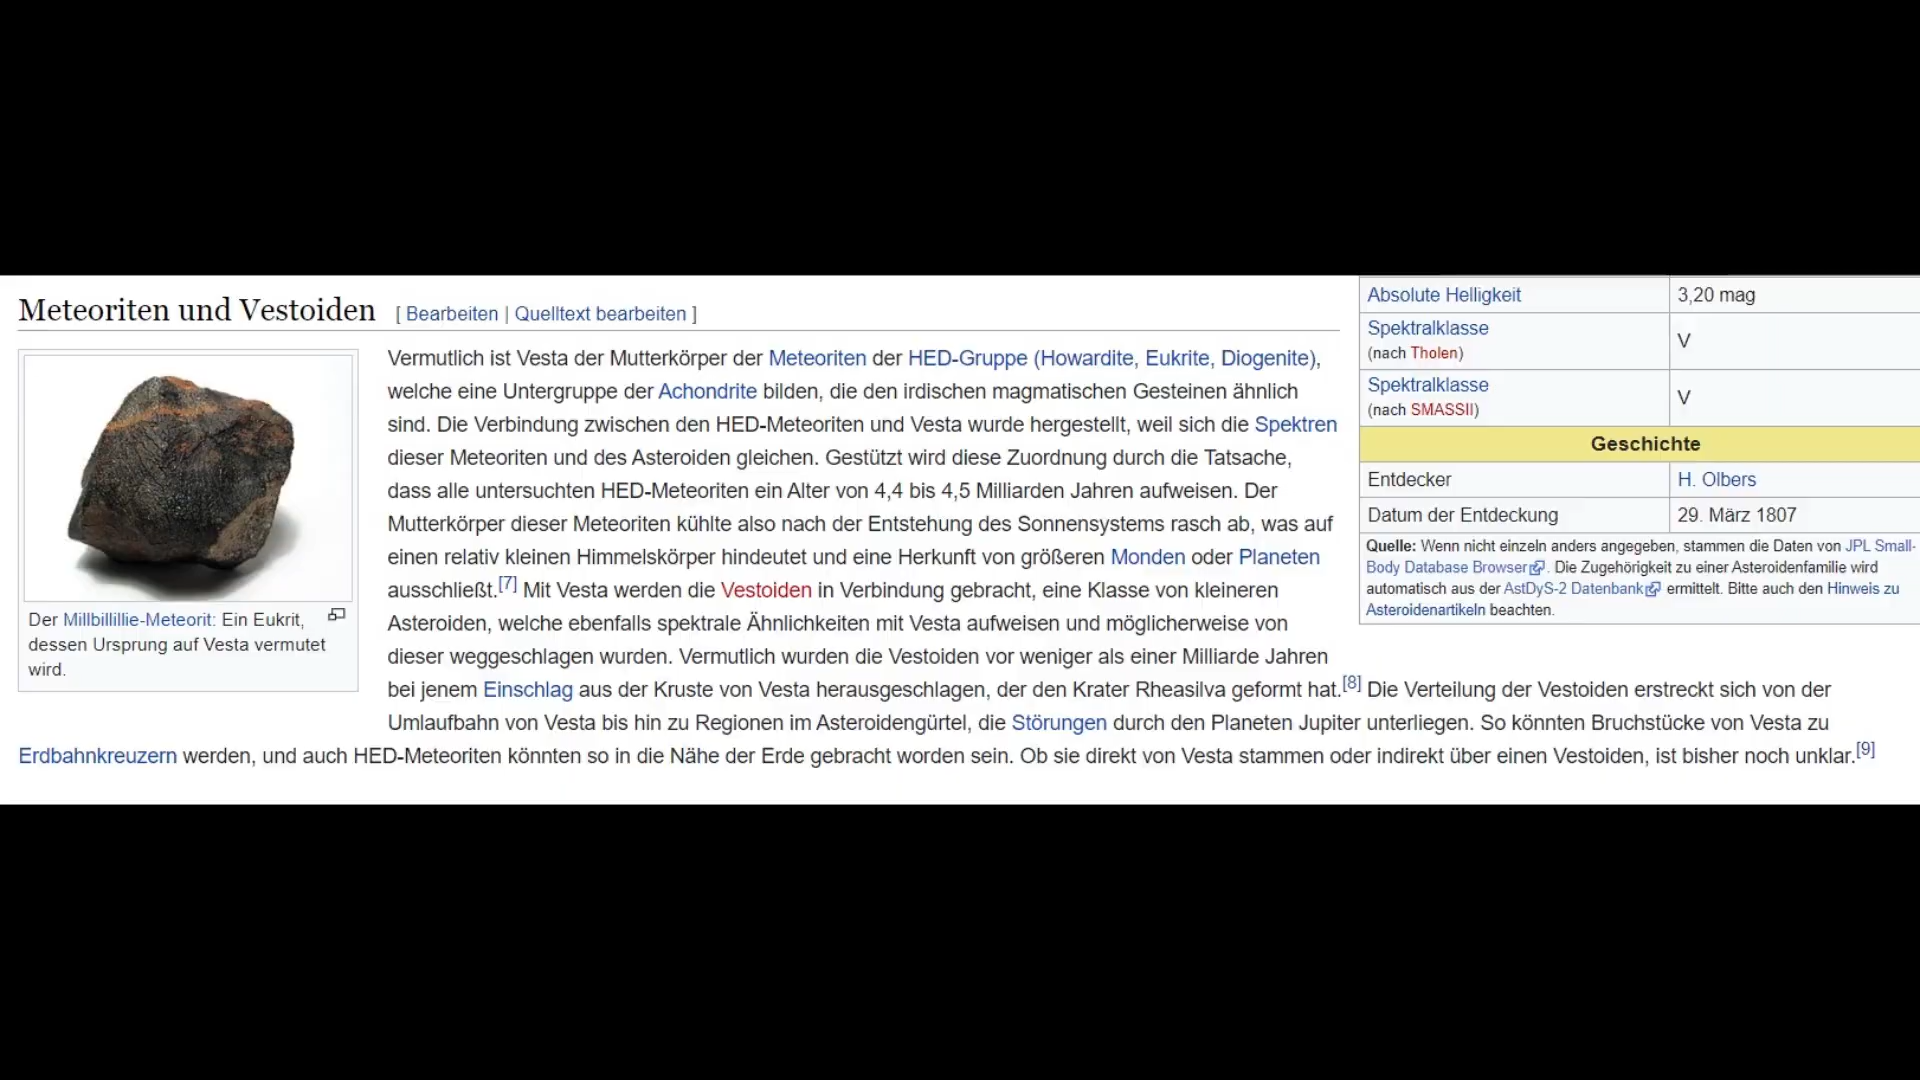 Meteoriten und Vestoiden [ Bearbeiten | Quelltext bearbeiten ]
Der Millbillillie-Meteorit: Ein Eukrit,
dessen Ursprung auf Vesta vermutet
wird.
Vermutlich ist Vesta der Mutterkörper der Meteoriten der HED-Gruppe (Howardite, Eukrite, Diogenite),
welche eine Untergruppe der Achondrite bilden, die den irdischen magmatischen Gesteinen ähnlich
sind. Die Verbindung zwischen den HED-Meteoriten und Vesta wurde hergestellt, weil sich die Spektren
dieser Meteoriten und des Asteroiden gleichen. Gestützt wird diese Zuordnung durch die Tatsache,
dass alle untersuchten HED-Meteoriten ein Alter von 4,4 bis 4,5 Milliarden Jahren aufweisen. Der
Mutterkörper dieser Meteoriten kühlte also nach der Entstehung des Sonnensystems rasch ab, was auf
einen relativ kleinen Himmelskörper hindeutet und eine Herkunft von größeren Monden oder Planeten
ausschließt.[7] Mit Vesta werden die Vestoiden in Verbindung gebracht, eine Klasse von kleineren
Asteroiden, welche ebenfalls spektrale Ähnlichkeiten mit Vesta aufweisen und möglicherweise von
dieser weggeschlagen wurden. Vermutlich wurden die Vestoiden vor weniger als einer Milliarde Jahren
bei jenem Einschlag aus der Kruste von Vesta herausgeschlagen, der den Krater Rheasilva geformt hat.[8] Die Verteilung der Vestoiden erstreckt sich von der
Umlaufbahn von Vesta bis hin zu Regionen im Asteroidengürtel, die Störungen durch den Planeten Jupiter unterliegen. So könnten Bruchstücke von Vesta zu
Erdbahnkreuzern werden, und auch HED-Meteoriten könnten so in die Nähe der Erde gebracht worden sein. Ob sie direkt von Vesta stammen oder indirekt über einen Vestoiden, ist bisher noch unklar.[9]
Absolute Helligkeit 3,20 mag
Spektralklasse
(nach Tholen) V
Spektralklasse
(nach SMASSII) V
Geschichte
Entdecker H. Olbers
Datum der Entdeckung 29. März 1807
Quelle: Wenn nicht einzeln anders angegeben, stammen die Daten von JPL Small-
Body Database Browser. Die Zugehörigkeit zu einer Asteroidenfamilie wird
automatisch aus der AstDyS-2 Datenbank ermittelt. Bitte auch den Hinweis zu
Asteroidenartikeln beachten.